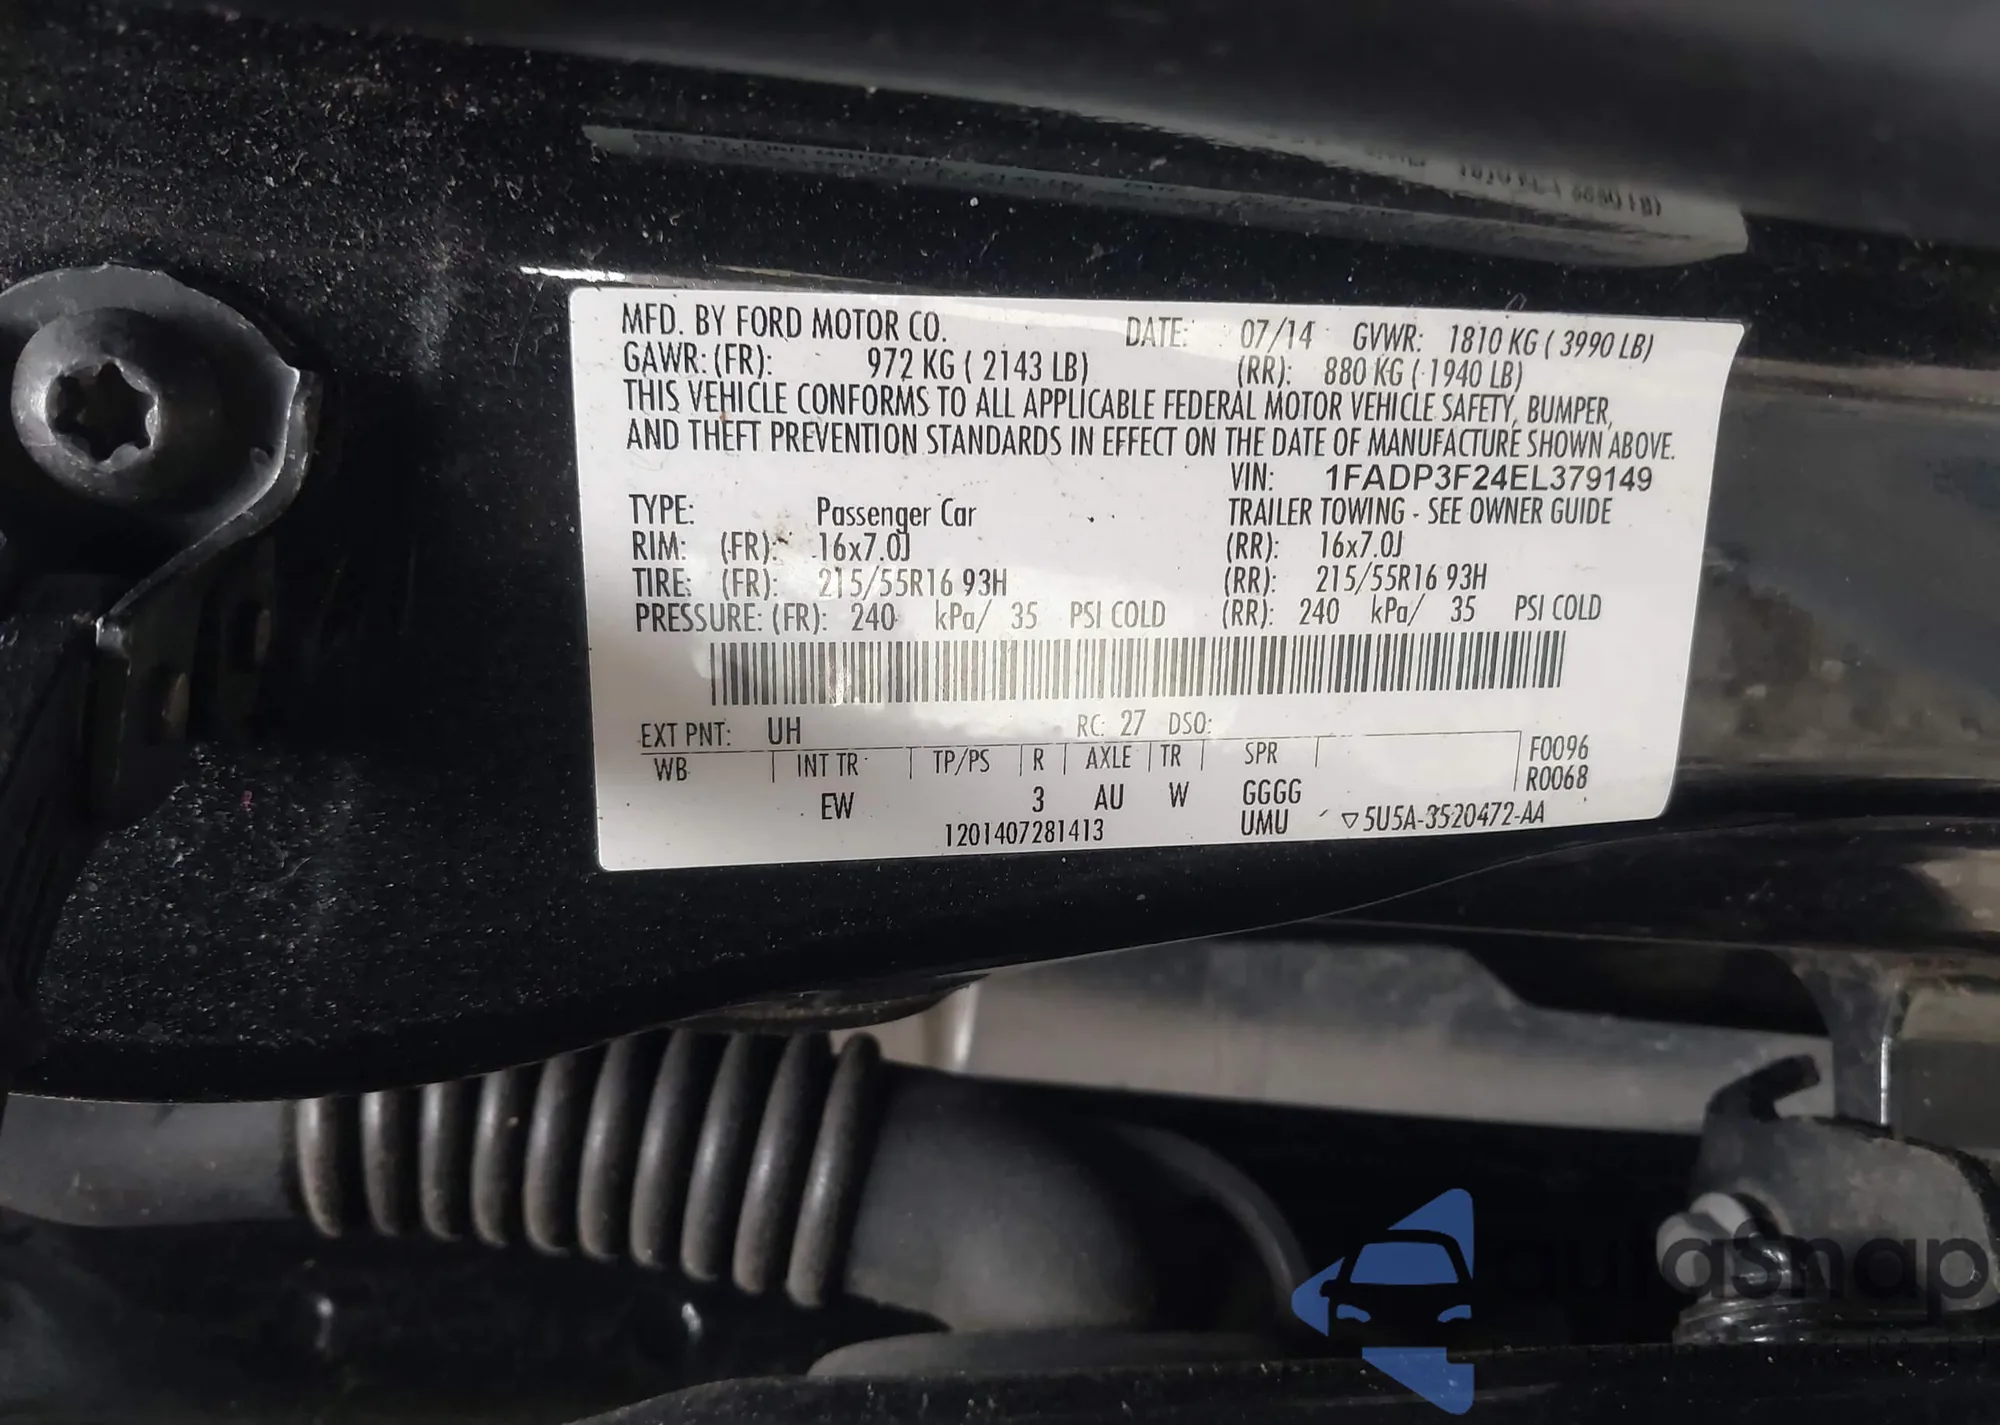 MFD. BY FORD MOTOR CO. DATE: 07/14 GVWR: 1810 KG ( 3990 LB)
GAWR: (FR): 972 KG ( 2143 LB) (RR): 880 KG ( 1940 LB)
THIS VEHICLE CONFORMS TO ALL APPLICABLE FEDERAL MOTOR VEHICLE SAFETY, BUMPER,
AND THEFT PREVENTION STANDARDS IN EFFECT ON THE DATE OF MANUFACTURE SHOWN ABOVE.
VIN: 1FADP3F24EL379149
TYPE: Passenger Car TRAILER TOWING - SEE OWNER GUIDE
RIM: (FR): 16x7.0J (RR): 16x7.0J
TIRE: (FR): 215/55R16 93H (RR): 215/55R16 93H
PRESSURE: (FR): 240 kPa/ 35 PSI COLD (RR): 240 kPa/ 35 PSI COLD
EXT PNT: UH RC: 27 DSO:
WB INT TR TP/PS R AXLE TR SPR F0096
R0068
EW 3 AU W GGGG
1201407281413 UMU ▽5U5A-3520472-AA
autosnap